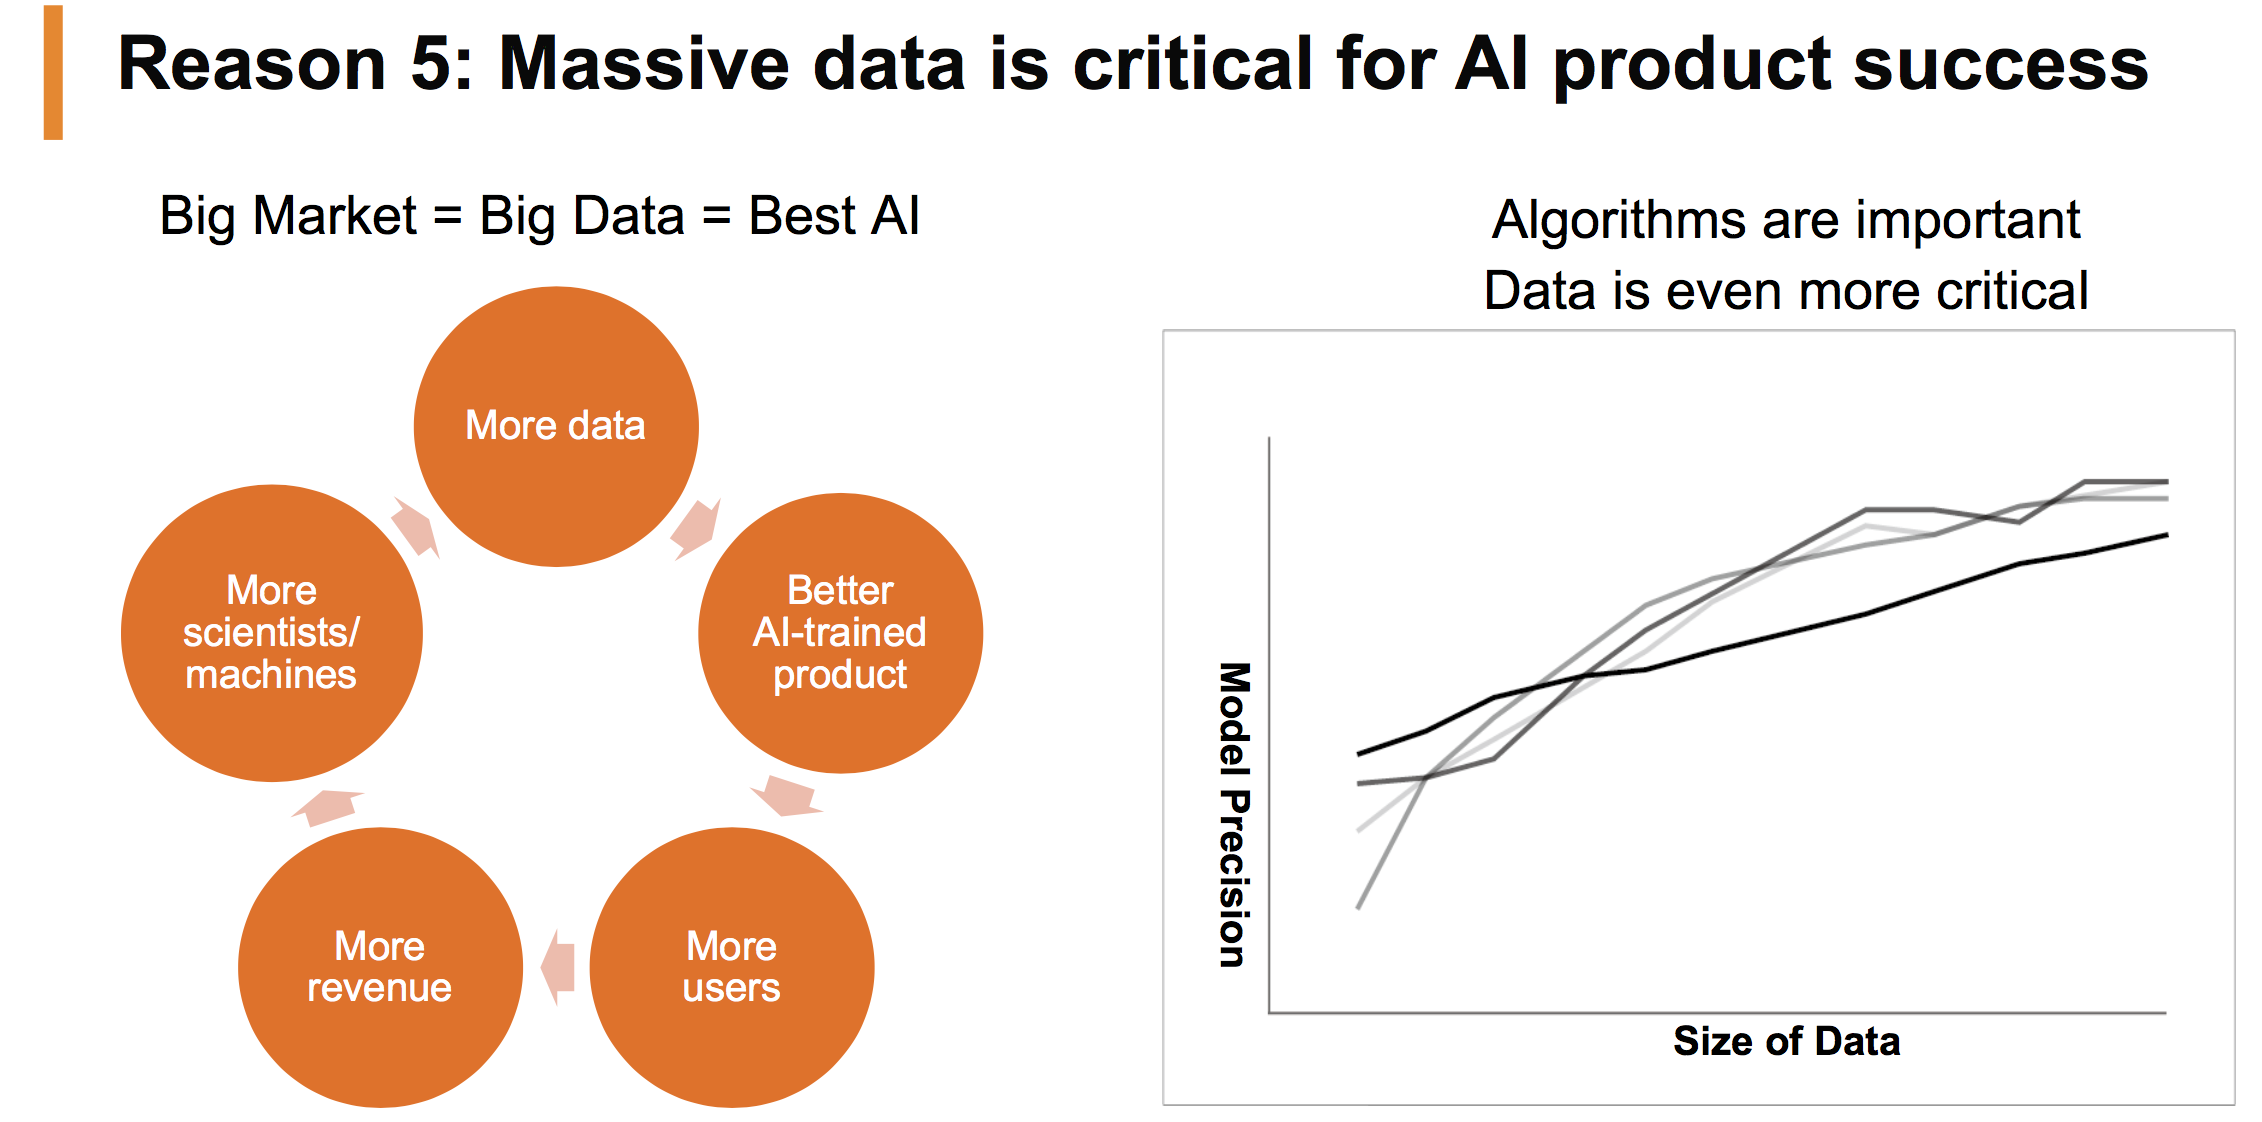 Reason 5: Massive data is critical for AI product success
Big Market = Big Data = Best AI
More data
Better
AI-trained
product
More
users
More
revenue
More
scientists/
machines
Algorithms are important
Data is even more critical
Model Precision
Size of Data